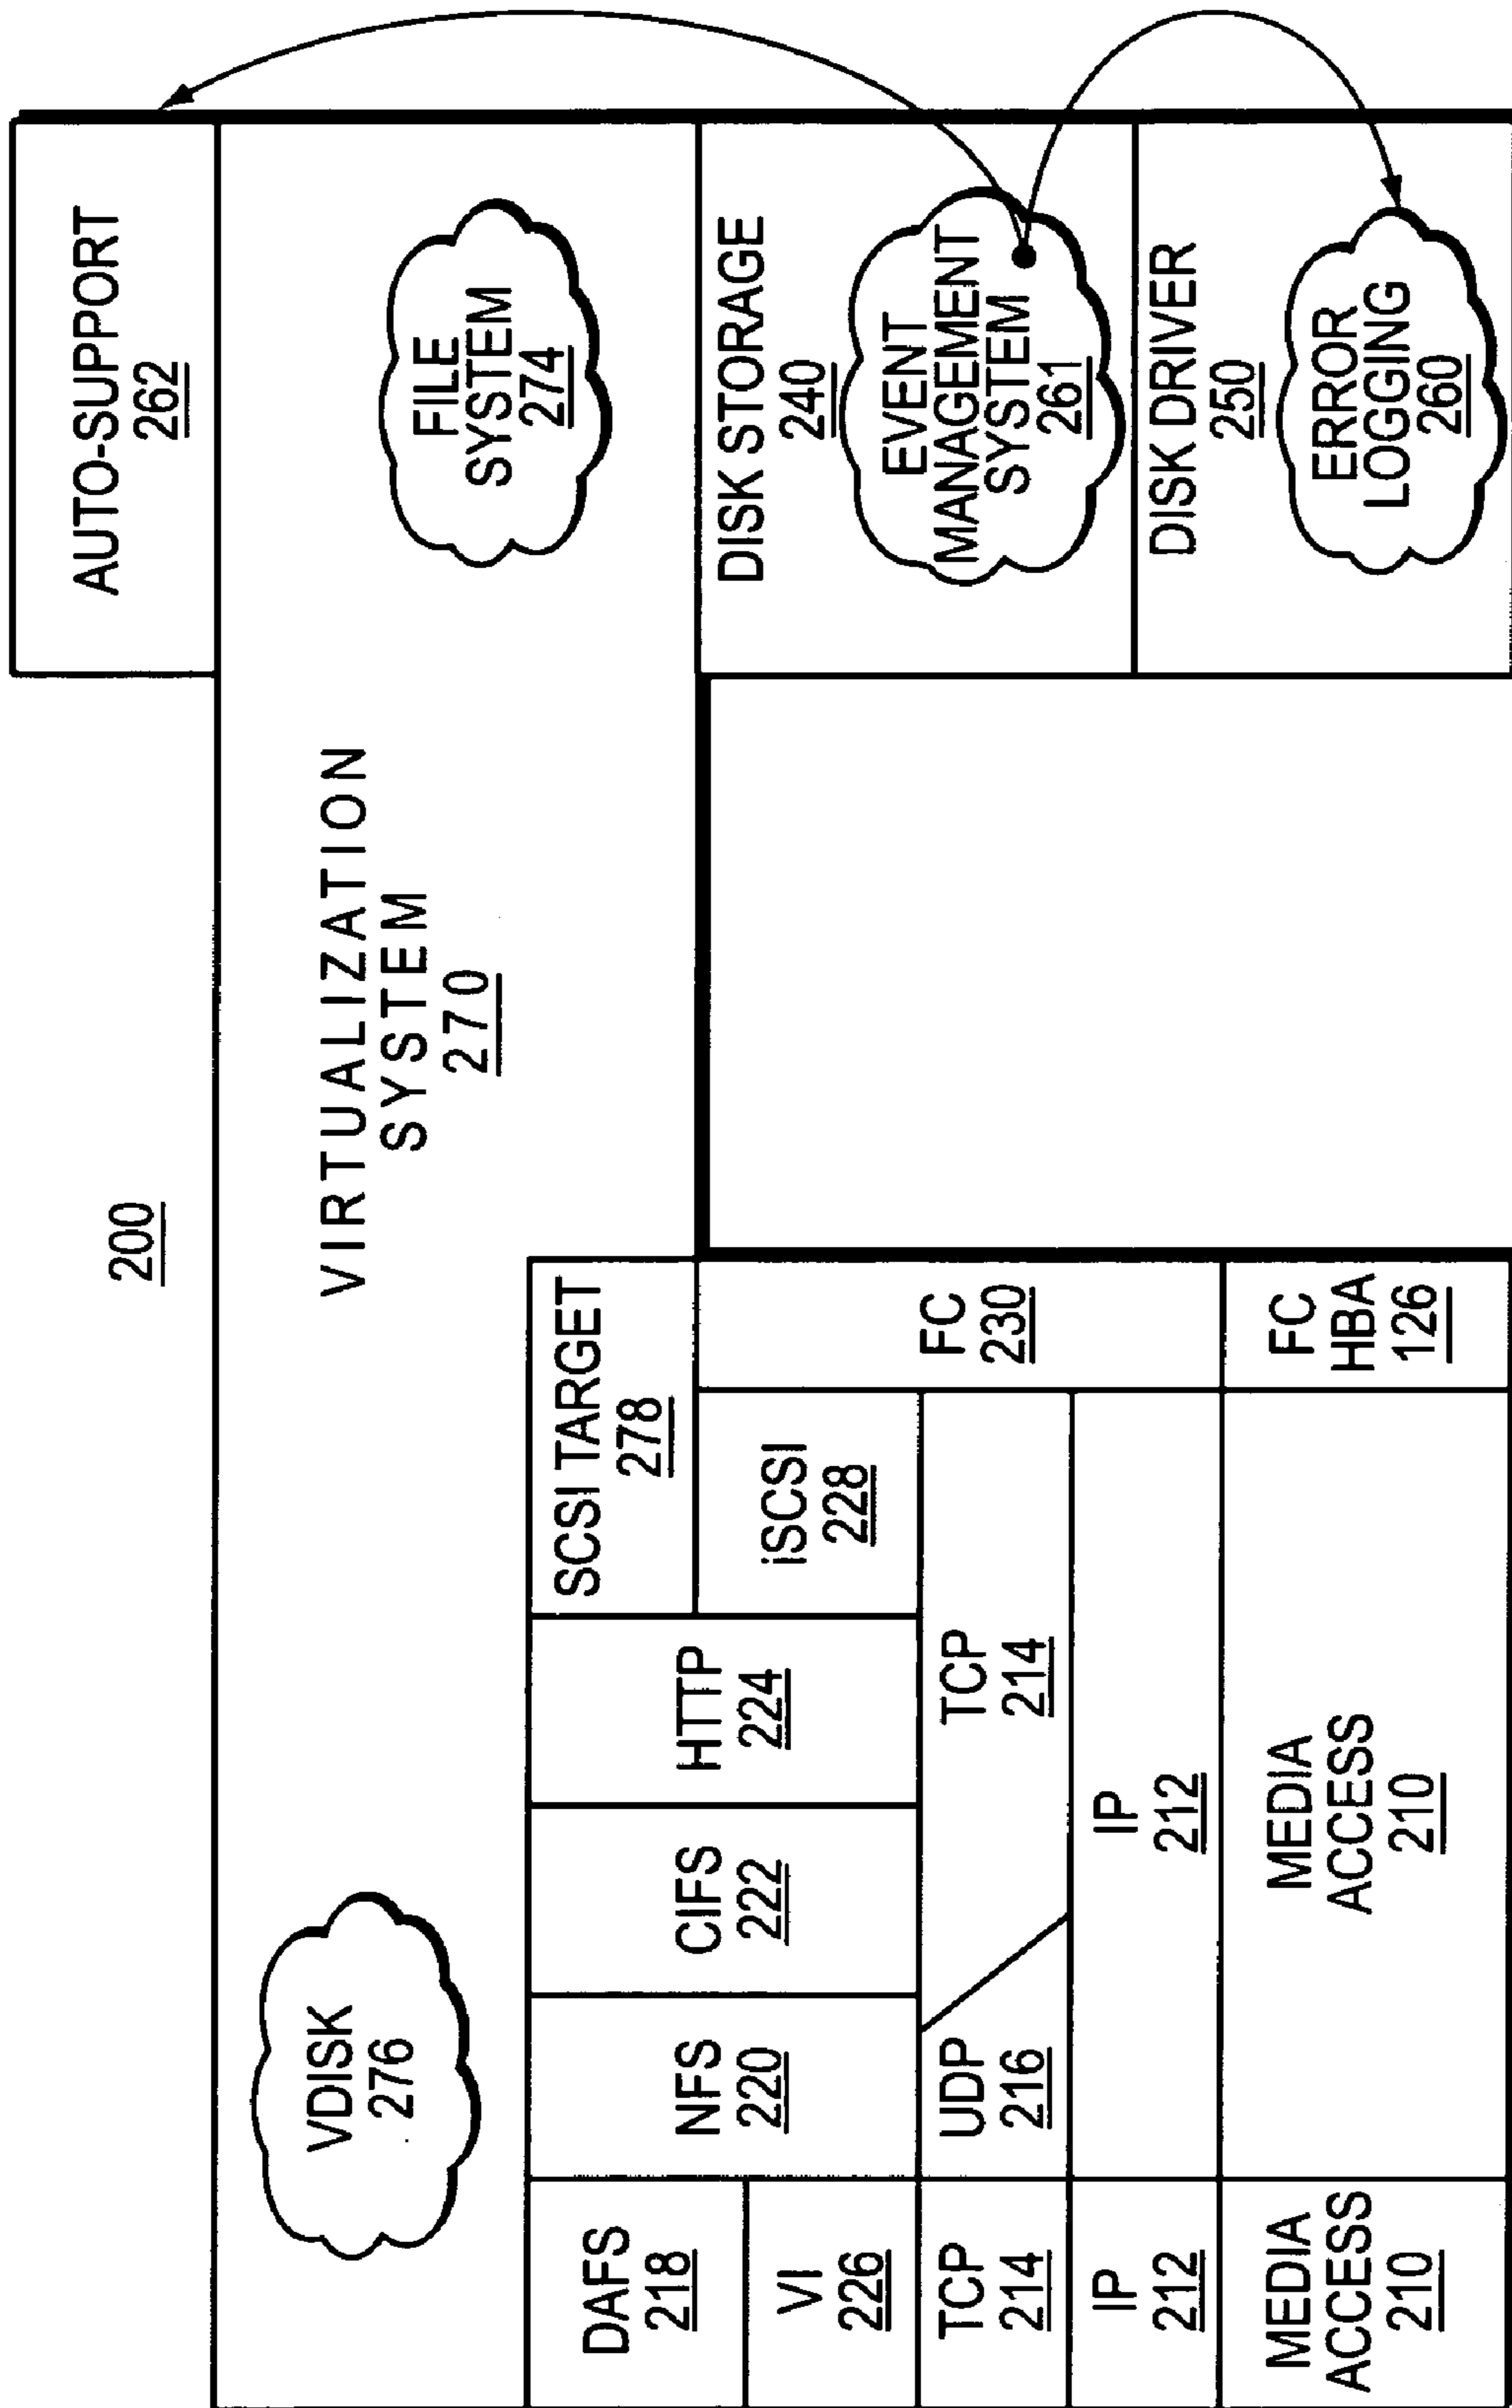 200
AUTO-SUPPORT
262
VIRTUALIZATION
SYSTEM
270
VDISK
276
FILE
SYSTEM
274
DAFS
218
VI
226
TCP
214
IP
212
MEDIA
ACCESS
210
NFS
220
CIFS
222
HTTP
224
SCSI TARGET
278
iSCSI
228
UDP
216
TCP
214
IP
212
MEDIA
ACCESS
210
FC
230
FC
HBA
126
DISK STORAGE
240
EVENT
MANAGEMENT
SYSTEM
261
DISK DRIVER
250
ERROR
LOGGING
260